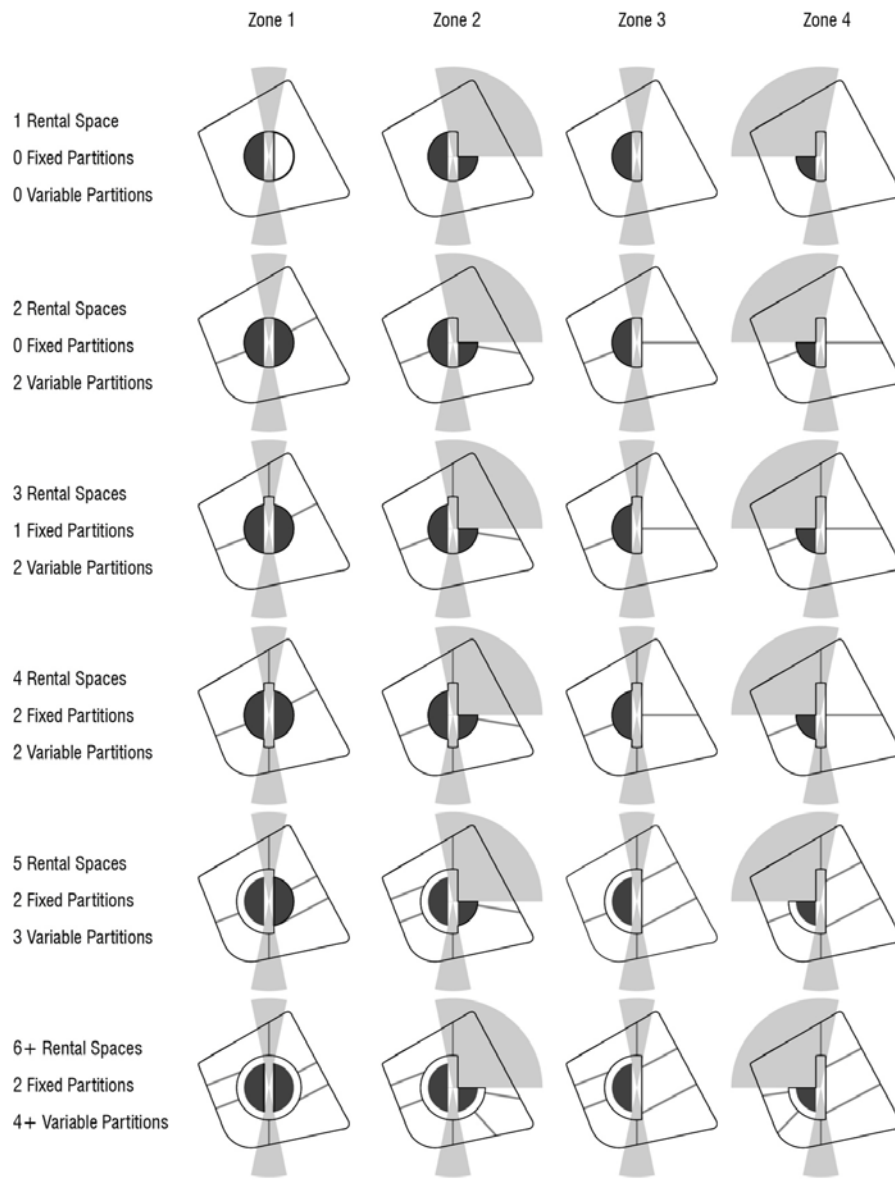 Zone 1
Zone 2
Zone 3
Zone 4
1 Rental Space
0 Fixed Partitions
0 Variable Partitions
2 Rental Spaces
0 Fixed Partitions
2 Variable Partitions
3 Rental Spaces
1 Fixed Partitions
2 Variable Partitions
4 Rental Spaces
2 Fixed Partitions
2 Variable Partitions
5 Rental Spaces
2 Fixed Partitions
3 Variable Partitions
6+ Rental Spaces
2 Fixed Partitions
4+ Variable Partitions